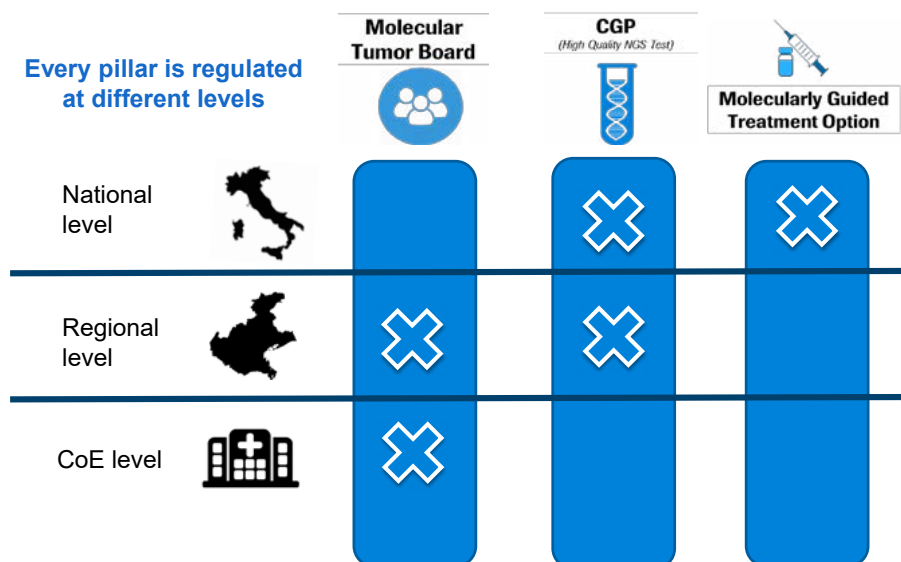 Every pillar is regulated
at different levels
Molecular
Tumor Board
CGP
(High Quality NGS Test)
Molecularly Guided
Treatment Option
National
level
Regional
level
CoE level